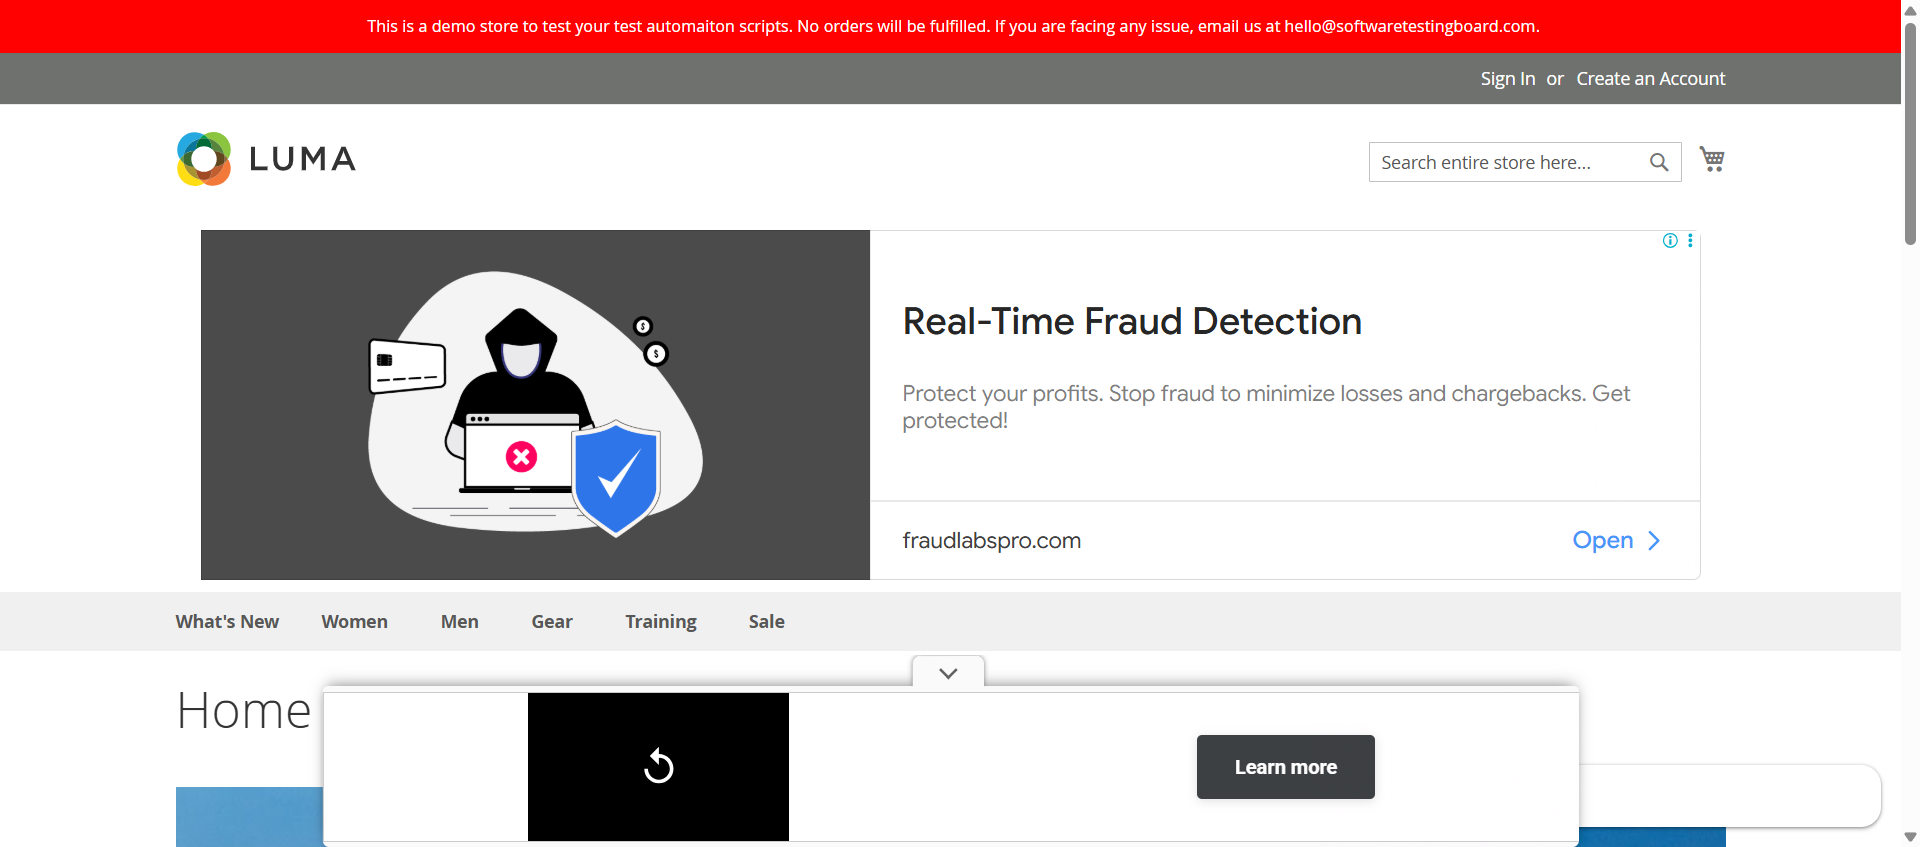 This is a demo store to test your test automaiton scripts. No orders will be fulfilled. If you are facing any issue, email us at hello@softwaretestingboard.com.
Sign In or Create an Account
LUMA
Search entire store here...
Real-Time Fraud Detection
Protect your profits. Stop fraud to minimize losses and chargebacks. Get
protected!
$
$
fraudlabspro.com
Open
What's New Women Men Gear Training Sale
Home
Learn more